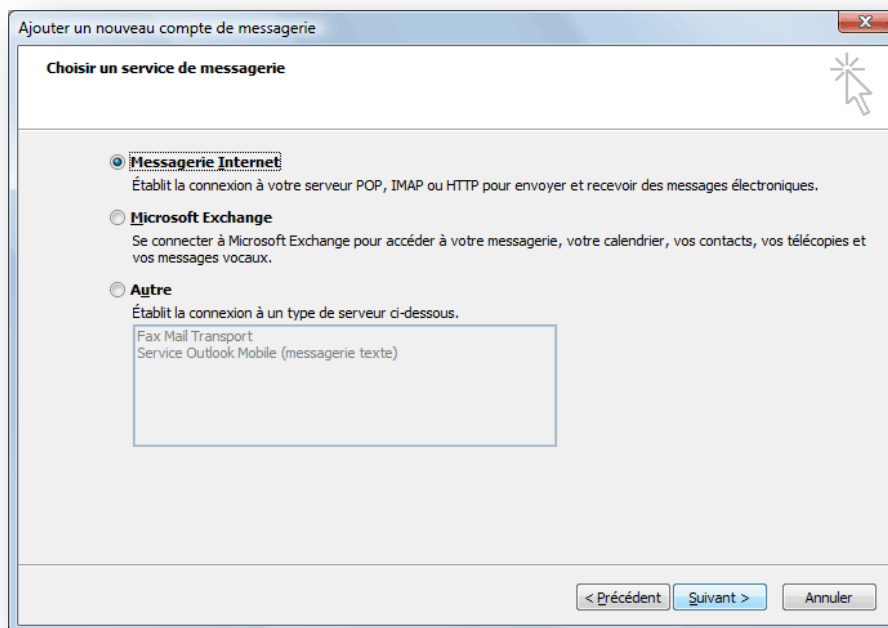 Ajouter un nouveau compte de messagerie
Choisir un service de messagerie
Messagerie Internet
Établit la connexion à votre serveur POP, IMAP ou HTTP pour envoyer et recevoir des messages électroniques.
Microsoft Exchange
Se connecter à Microsoft Exchange pour accéder à votre messagerie, votre calendrier, vos contacts, vos télécopies et
vos messages vocaux.
Autre
Établit la connexion à un type de serveur ci-dessous.
Fax Mail Transport
Service Outlook Mobile (messagerie texte)
< Précédent Suivant > Annuler